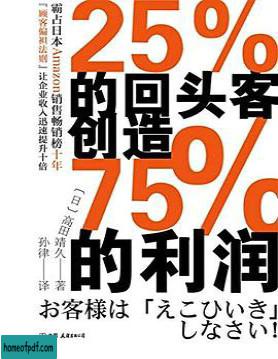 霸占日本Amazon销售畅销榜十年
『顾客偏袒法则』让企业收入迅速提升十倍
25%
的回头客
创造
75%
的利润
〔日〕高田靖久—著
孙律—译
お客様は「えこひいき」
しなさい!
homeofpdf.com